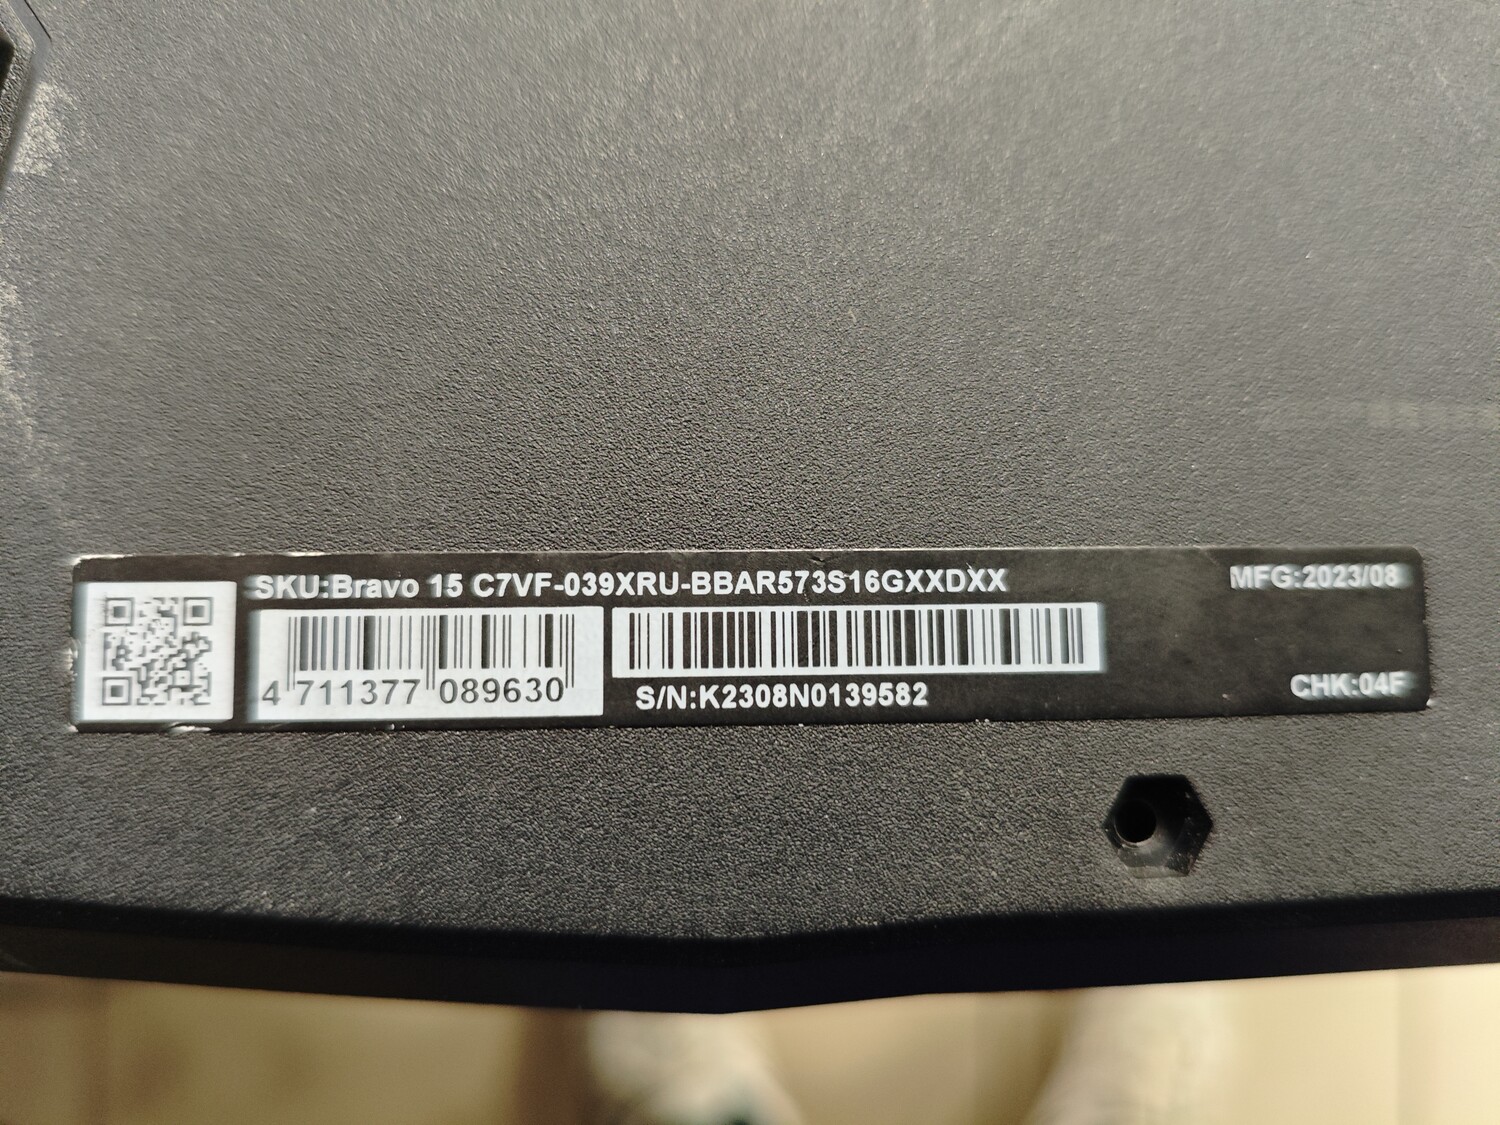 SKU:Bravo 15 C7VF-039XRU-BBAR573S16GXXDXX
MFG:2023/08
4 711377 089630
S/N:K2308N0139582
CHK:04F